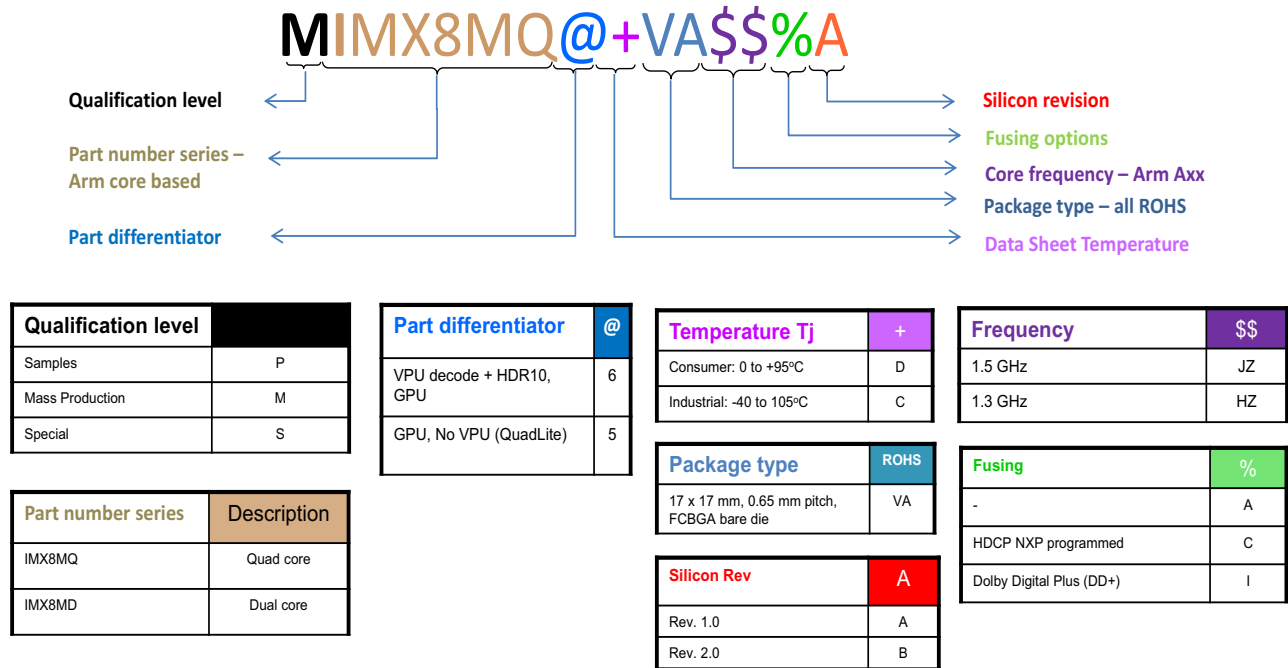 MIMX8MQ@+VA$$%A
Qualification level
Part number series –
Arm core based
Part differentiator
Silicon revision
Fusing options
Core frequency – Arm Axx
Package type – all ROHS
Data Sheet Temperature
Qualification level
Samples P
Mass Production M
Special S
Part number series Description
IMX8MQ Quad core
IMX8MD Dual core
Part differentiator @
VPU decode + HDR10,
GPU 6
GPU, No VPU (QuadLite) 5
Temperature Tj +
Consumer: 0 to +95°C D
Industrial: -40 to 105°C C
Package type ROHS
17 x 17 mm, 0.65 mm pitch,
FCBGA bare die VA
Silicon Rev A
Rev. 1.0 A
Rev. 2.0 B
Frequency $$
1.5 GHz JZ
1.3 GHz HZ
Fusing %
- A
HDCP NXP programmed C
Dolby Digital Plus (DD+) I